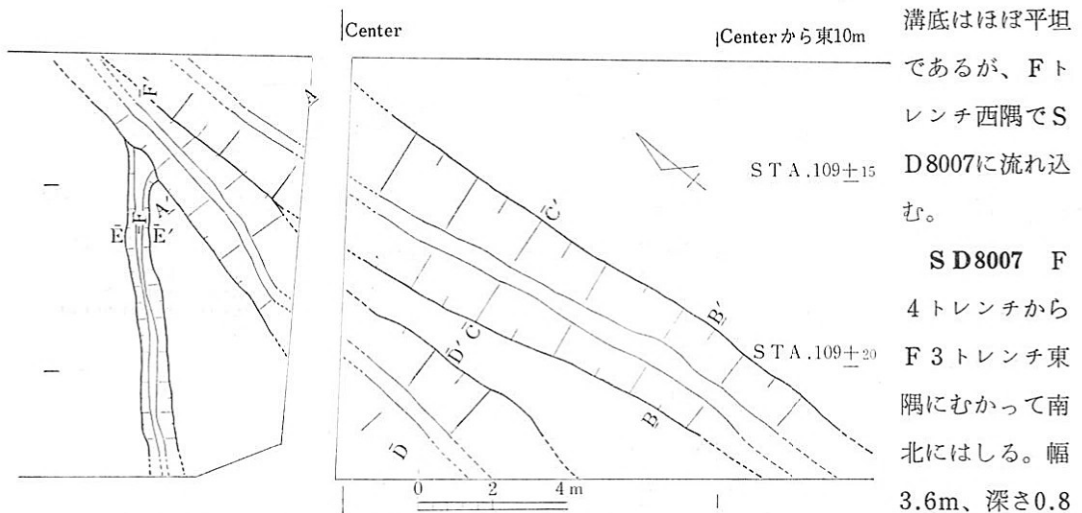 Center
Centerから東10m
F̄'
A
STA.109±15
C̄'
Ē F̄ Ē' A
B̄'
STA.109±20
D̄' C̄
B
D̄
0 2 4m
溝底はほぼ平坦
であるが、Fト
レンチ西隅でS
D8007に流れ込
む。
SD8007 F
4トレンチから
F3トレンチ東
隅にむかって南
北にはしる。幅
3.6m、深さ0.8